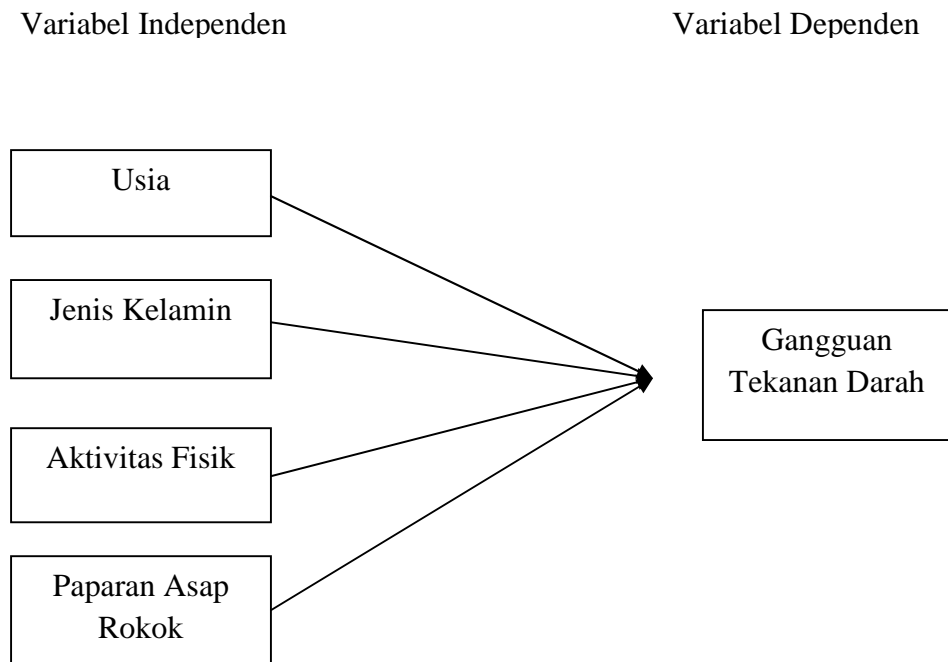 Variabel Independen
Variabel Dependen
Usia
Jenis Kelamin
Gangguan
Tekanan Darah
Aktivitas Fisik
Paparan Asap
Rokok